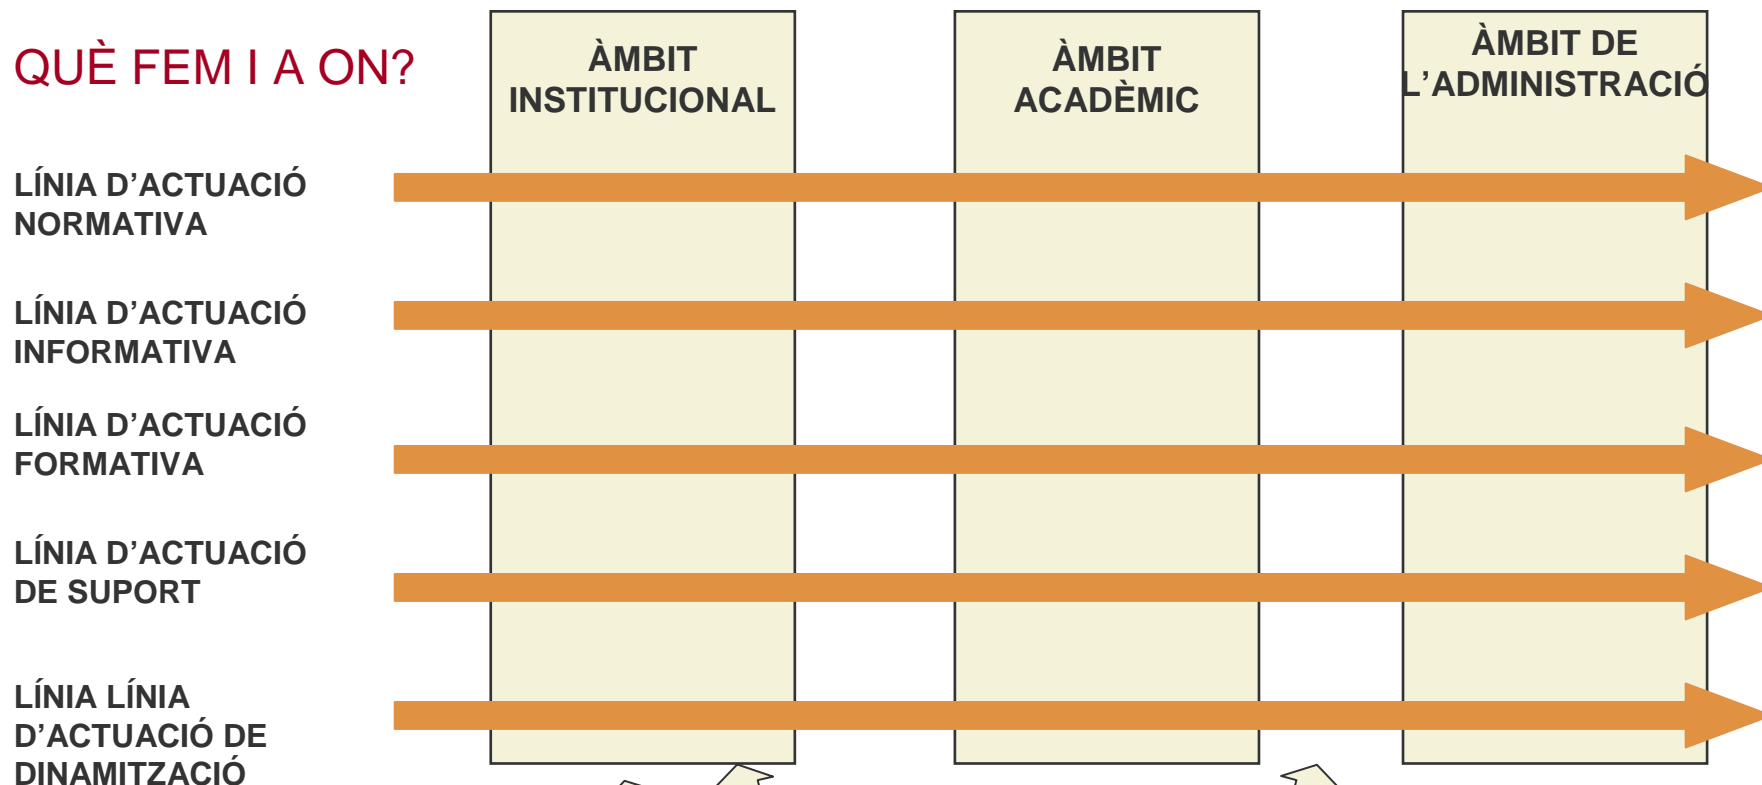 QUÈ FEM I A ON?
ÀMBIT
INSTITUCIONAL
ÀMBIT
ACADÈMIC
ÀMBIT DE
L’ADMINISTRACIÓ
LÍNIA D’ACTUACIÓ
NORMATIVA
LÍNIA D’ACTUACIÓ
INFORMATIVA
LÍNIA D’ACTUACIÓ
FORMATIVA
LÍNIA D’ACTUACIÓ
DE SUPORT
LÍNIA LÍNIA
D’ACTUACIÓ DE
DINAMITZACIÓ